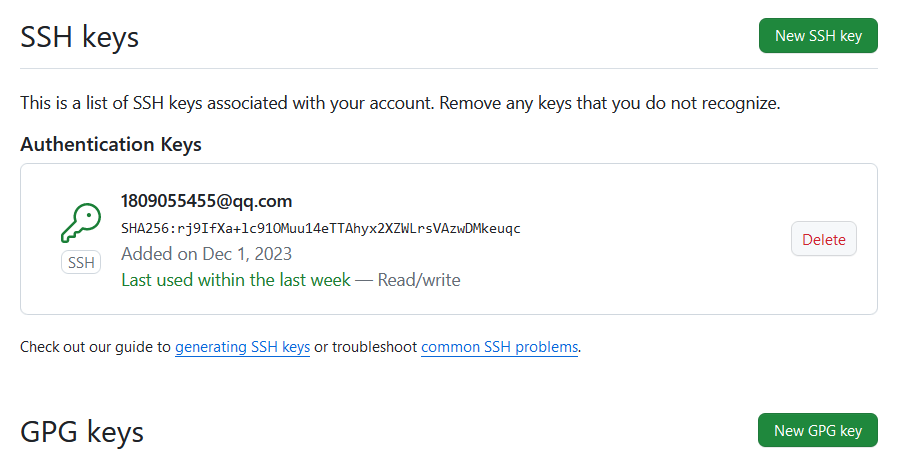 SSH keys
New SSH key
This is a list of SSH keys associated with your account. Remove any keys that you do not recognize.
Authentication Keys
1809055455@qq.com
SHA256:rj9IfXa+lc91OMuu14eTTAhyx2XZWLrsVAzwDMkeuqc
Added on Dec 1, 2023
Last used within the last week — Read/write
SSH
Delete
Check out our guide to generating SSH keys or troubleshoot common SSH problems.
GPG keys
New GPG key